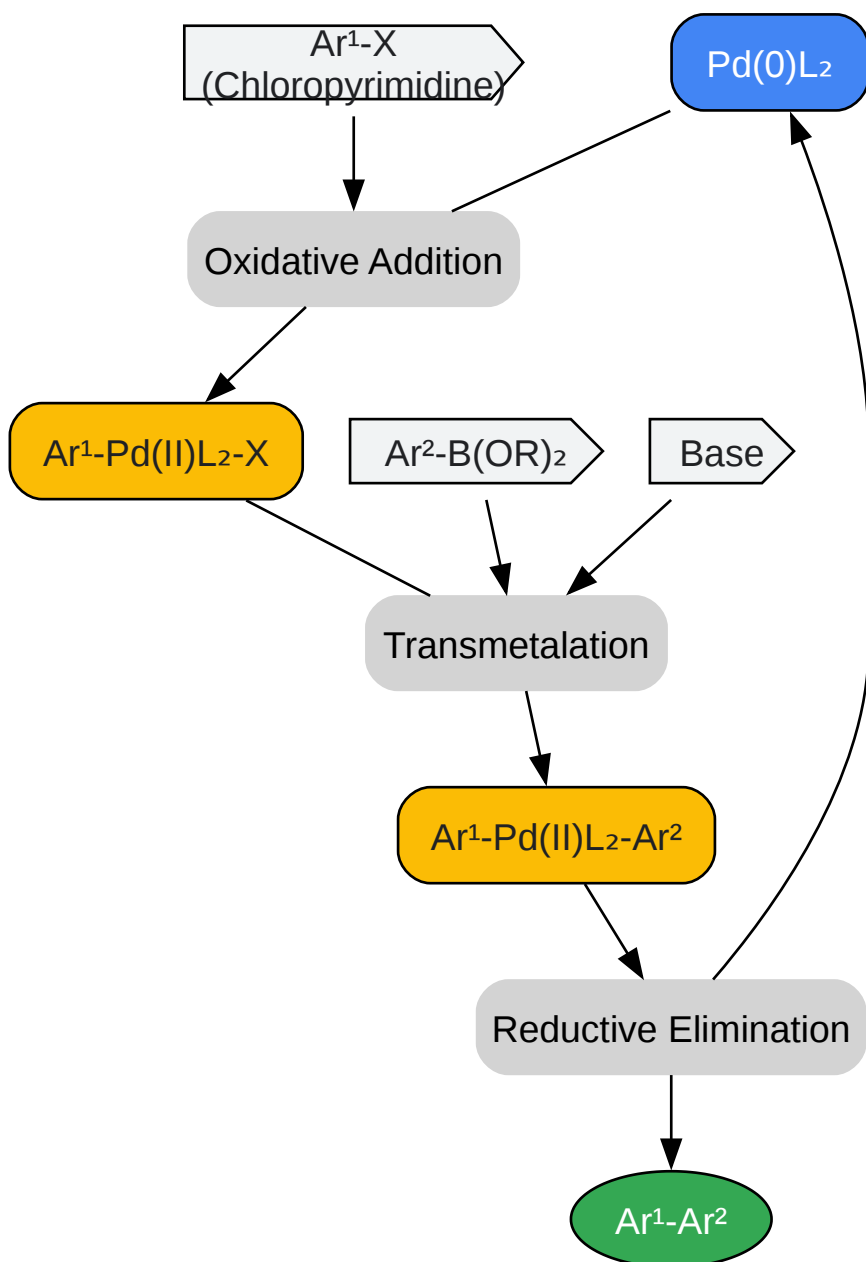 Ar¹-X
(Chloropyrimidine)
Pd(0)L₂
Oxidative Addition
Ar¹-Pd(II)L₂-X
Ar²-B(OR)₂
Base
Transmetalation
Ar¹-Pd(II)L₂-Ar²
Reductive Elimination
Ar¹-Ar²